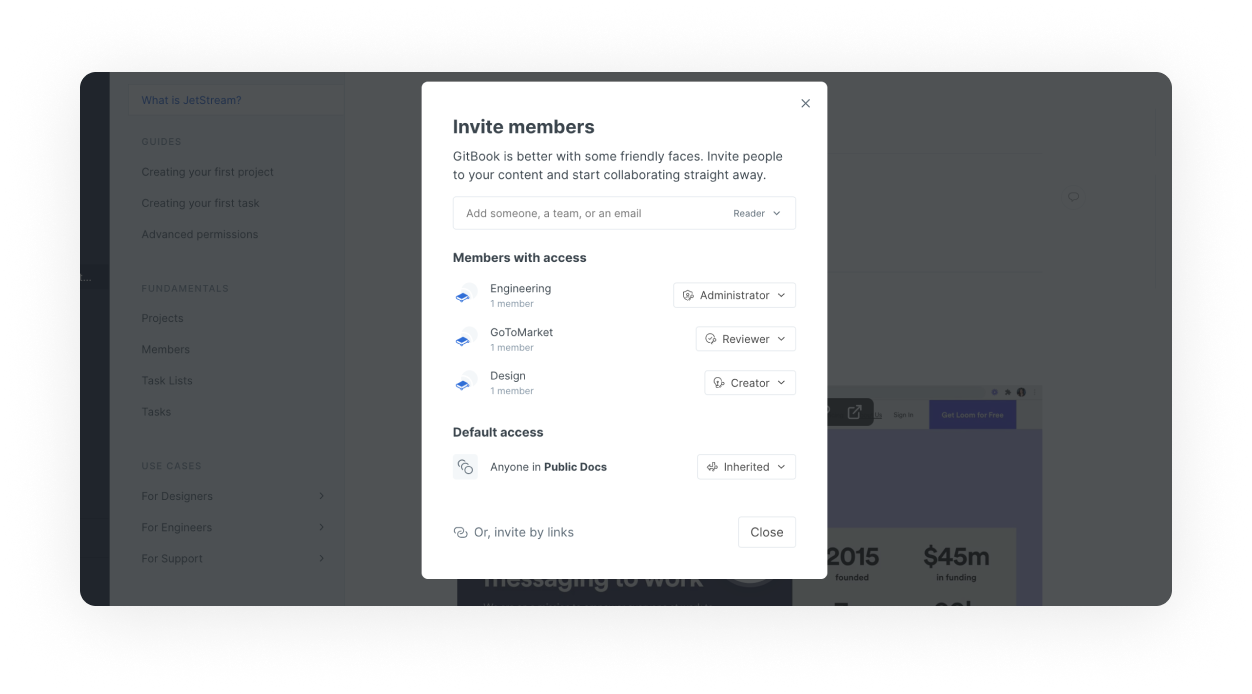 What is JetStream?
GUIDES
Creating your first project
Creating your first task
Advanced permissions
FUNDAMENTALS
Projects
Members
Task Lists
Tasks
USE CASES
For Designers
For Engineers
For Support
Invite members
GitBook is better with some friendly faces. Invite people
to your content and start collaborating straight away.
Add someone, a team, or an email Reader
Members with access
Engineering
1 member
Administrator
GoToMarket
1 member
Reviewer
Design
1 member
Creator
Default access
Anyone in Public Docs Inherited
Or, invite by links Close
Sign In Get Loom for Free
2015 $45m
founded in funding
messaging to work